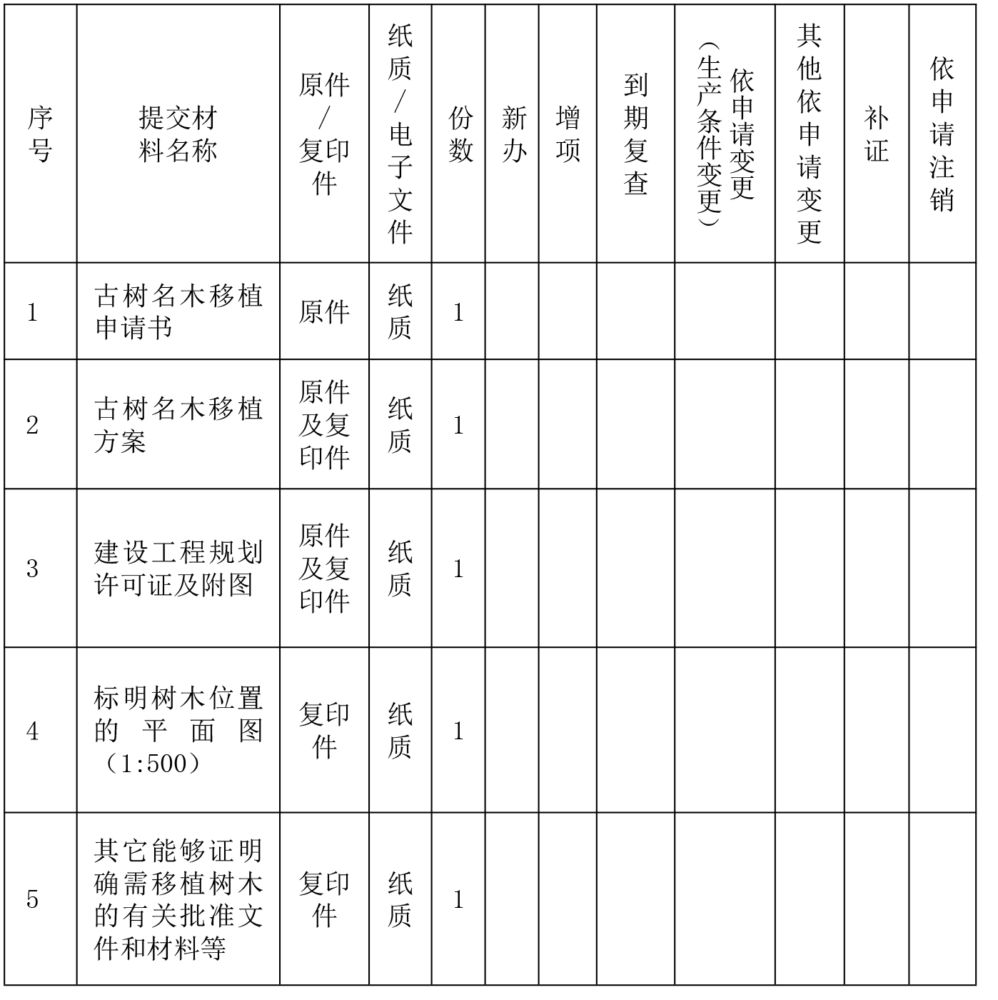 序号
提交材
料名称
原件
/
复印
件
纸质/电子文件
份数
新办
增项
到期复查
依申请变更
（生产条件变更）
其他依申请变更
补证
依申请注销
1
古树名木移植
申请书
原件
纸质
1
2
古树名木移植
方案
原件
及复
印件
纸质
1
3
建设工程规划
许可证及附图
原件
及复
印件
纸质
1
4
标明树木位置
的平面图
（1:500）
复印
件
纸质
1
5
其它能够证明
确需移植树木
的有关批准文
件和材料等
复印
件
纸质
1